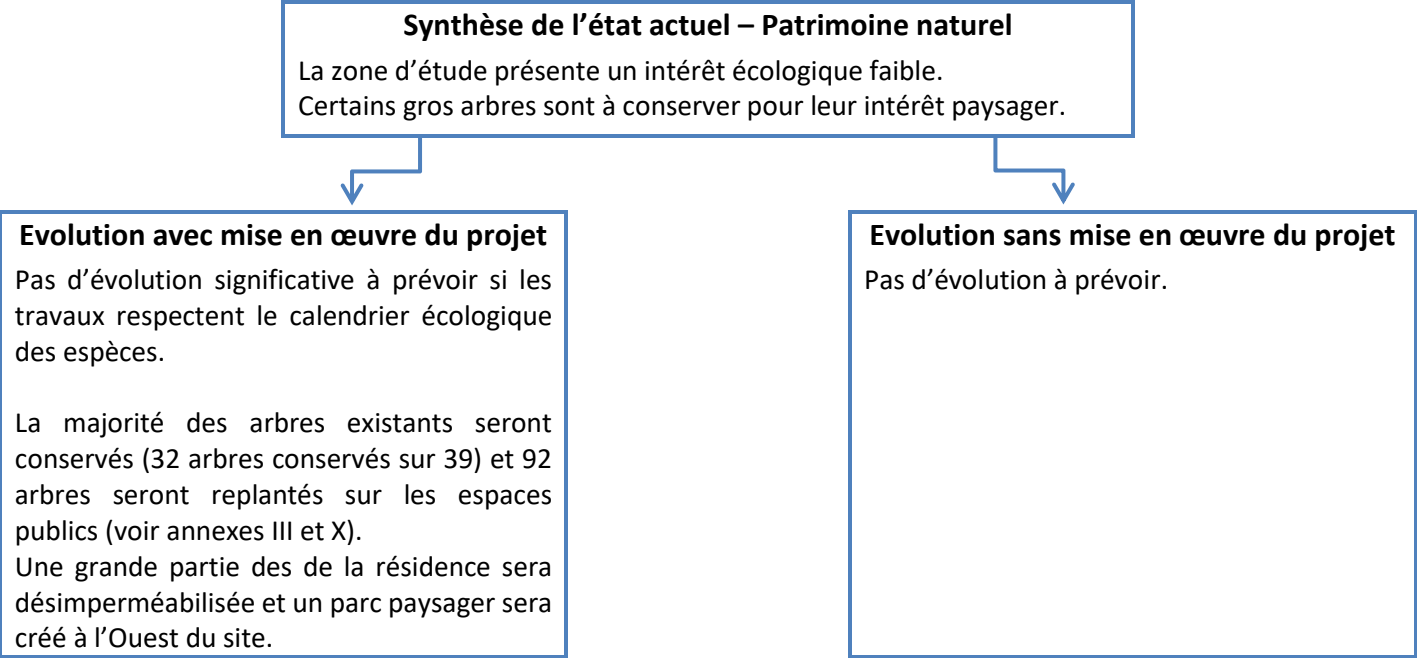 Synthèse de l’état actuel – Patrimoine naturel
La zone d’étude présente un intérêt écologique faible.
Certains gros arbres sont à conserver pour leur intérêt paysager.
Evolution avec mise en œuvre du projet
Pas d’évolution significative à prévoir si les
travaux respectent le calendrier écologique
des espèces.
La majorité des arbres existants seront
conservés (32 arbres conservés sur 39) et 92
arbres seront replantés sur les espaces
publics (voir annexes III et X).
Une grande partie des de la résidence sera
désimperméabilisée et un parc paysager sera
créé à l’Ouest du site.
Evolution sans mise en œuvre du projet
Pas d’évolution à prévoir.